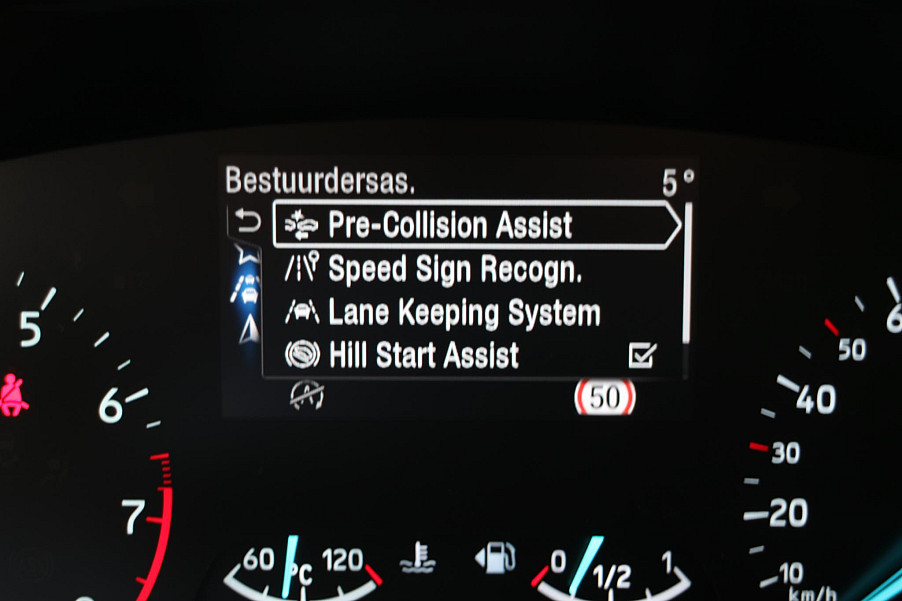 Bestuurdersas. 5°
Pre-Collision Assist
Speed Sign Recogn.
Lane Keeping System
Hill Start Assist
50
5
6
7
60 °C 120
0 1/2 1
6
50
40
30
20
10
km/h